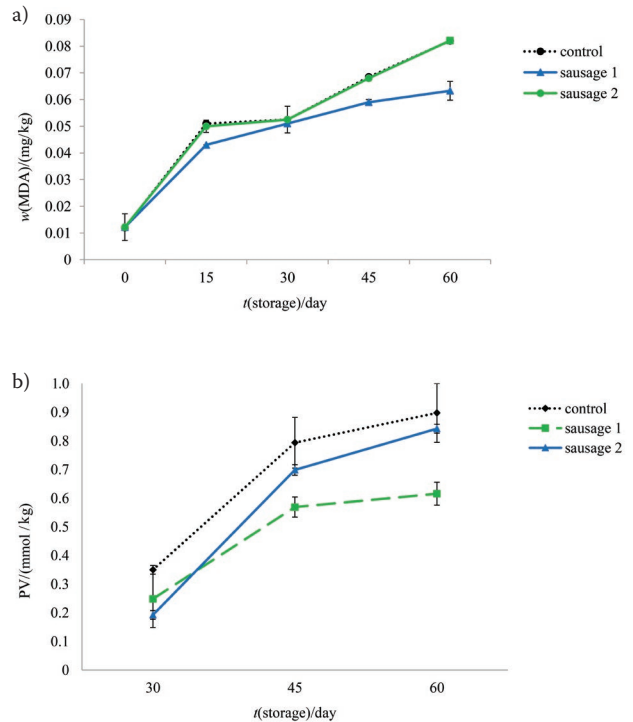 a)
0.09
0.08
0.07
0.06
0.05
0.04
0.03
0.02
0.01
0
w(MDA)/(mg/kg)
0 15 30 45 60
t(storage)/day
control
sausage 1
sausage 2
b)
1.0
0.9
0.8
0.7
0.6
0.5
0.4
0.3
0.2
0.1
0
PV/(mmol/kg)
30 45 60
t(storage)/day
control
sausage 1
sausage 2